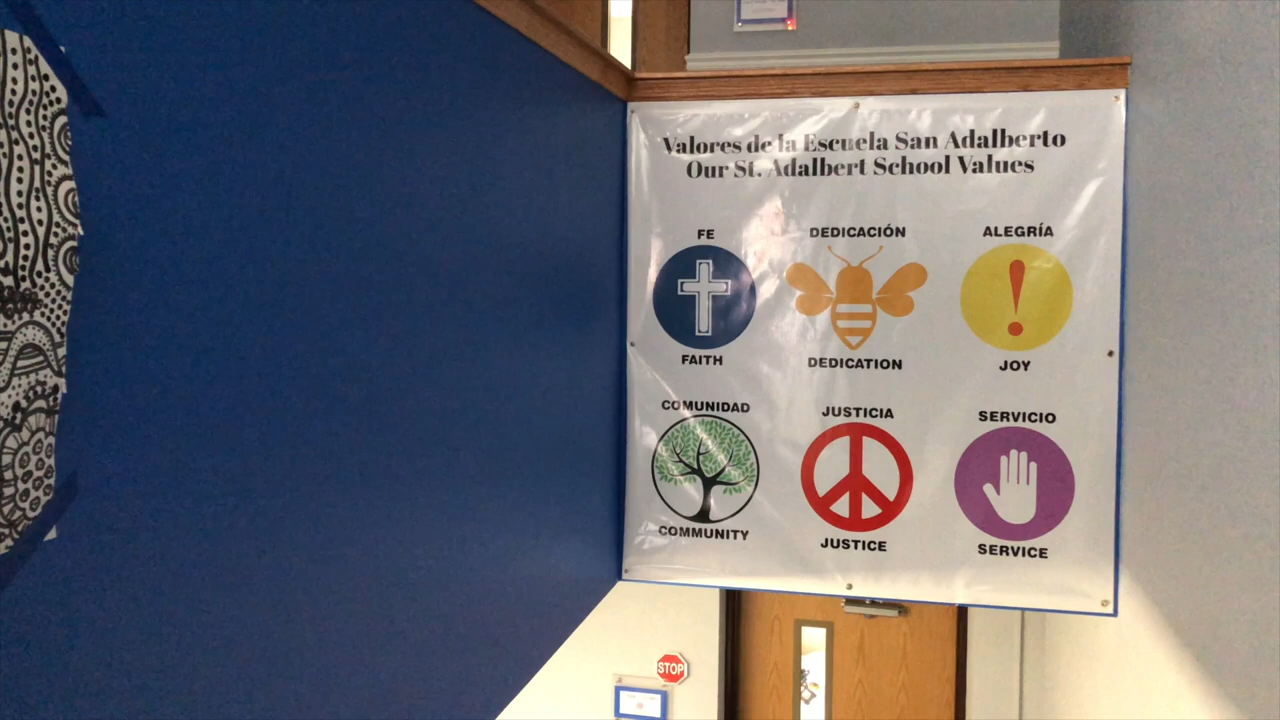 Valores de la Escuela San Adalberto
Our St. Adalbert School Values
FE
DEDICACIÓN
ALEGRÍA
FAITH
DEDICATION
JOY
COMUNIDAD
JUSTICIA
SERVICIO
COMMUNITY
JUSTICE
SERVICE
STOP